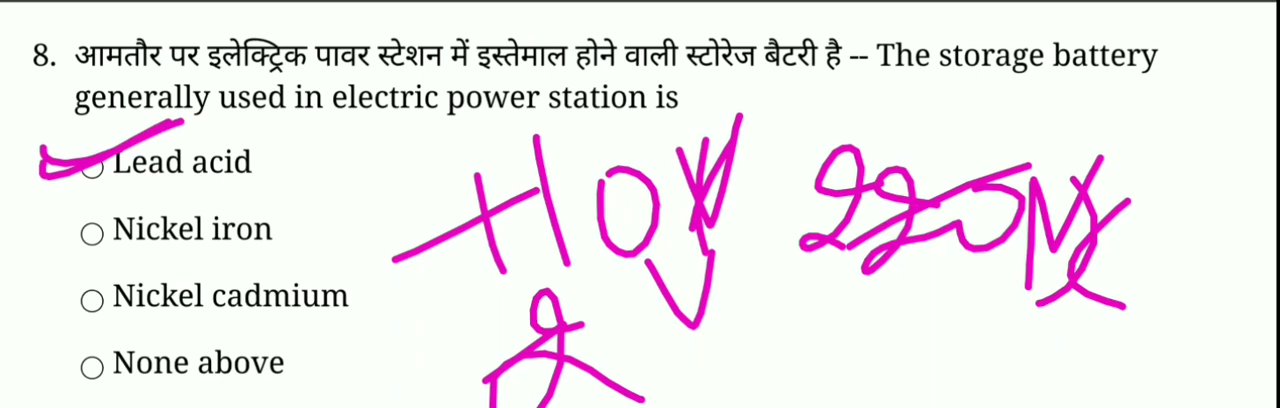 8. आमतौर पर इलेक्ट्रिक पावर स्टेशन में इस्तेमाल होने वाली स्टोरेज बैटरी है -- The storage battery
generally used in electric power station is
Lead acid
Nickel iron
Nickel cadmium
None above